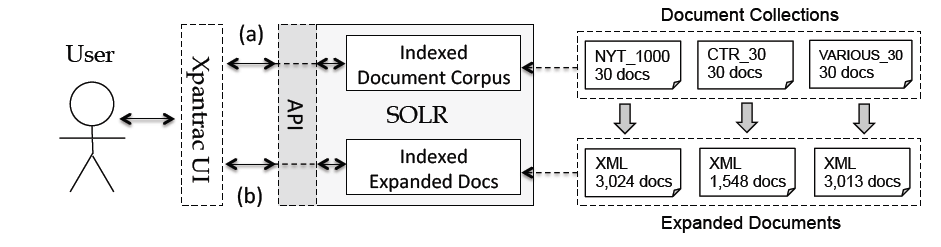 User
Xpantrac UI
(a)
(b)
API
Indexed
Document Corpus
SOLR
Indexed
Expanded Docs
Document Collections
NYT_1000
30 docs
CTR_30
30 docs
VARIOUS_30
30 docs
XML
3,024 docs
XML
1,548 docs
XML
3,013 docs
Expanded Documents